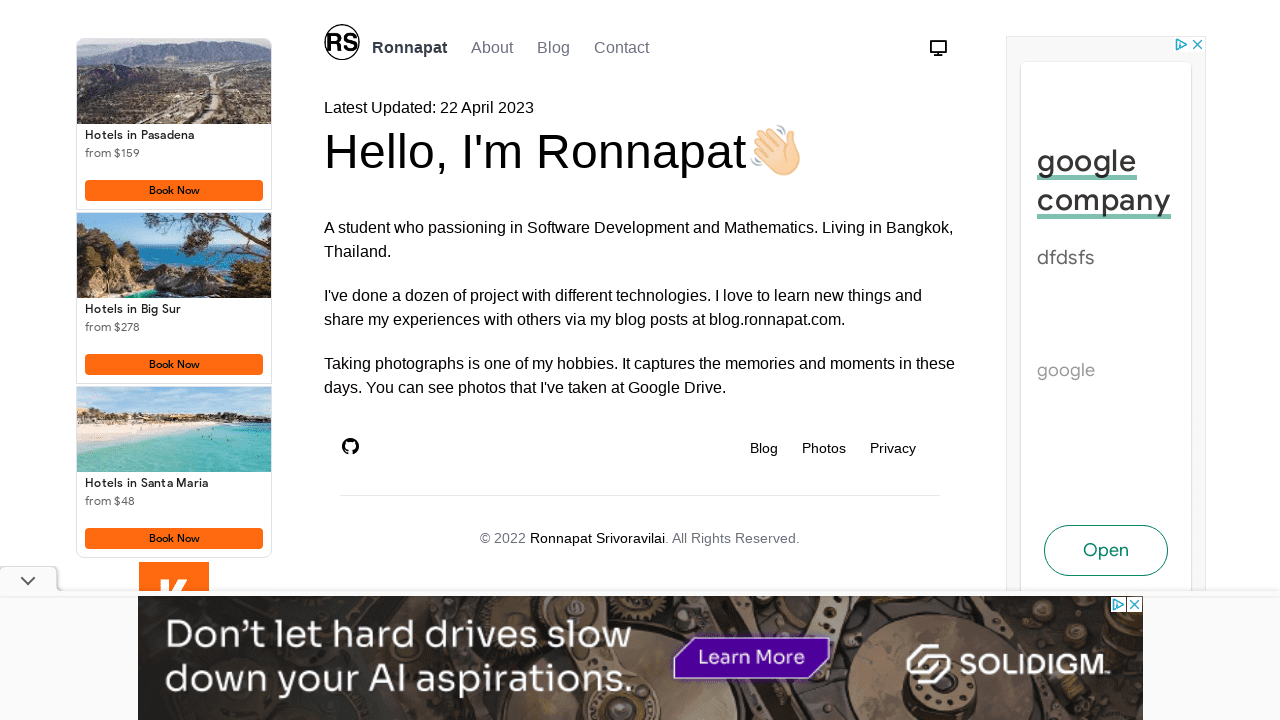 RS
Ronnapat
About
Blog
Contact
Latest Updated: 22 April 2023
Hello, I'm Ronnapat👋🏻
A student who passioning in Software Development and Mathematics. Living in Bangkok,
Thailand.
I've done a dozen of project with different technologies. I love to learn new things and
share my experiences with others via my blog posts at blog.ronnapat.com.
Taking photographs is one of my hobbies. It captures the memories and moments in these
days. You can see photos that I've taken at Google Drive.
Blog
Photos
Privacy
© 2022 Ronnapat Srivoravilai. All Rights Reserved.
Hotels in Pasadena
from $159
Book Now
Hotels in Big Sur
from $278
Book Now
Hotels in Santa Maria
from $48
Book Now
K
google
company
dfdsfs
google
Open
Don't let hard drives slow
down your AI aspirations.
Learn More
SOLIDIGM™